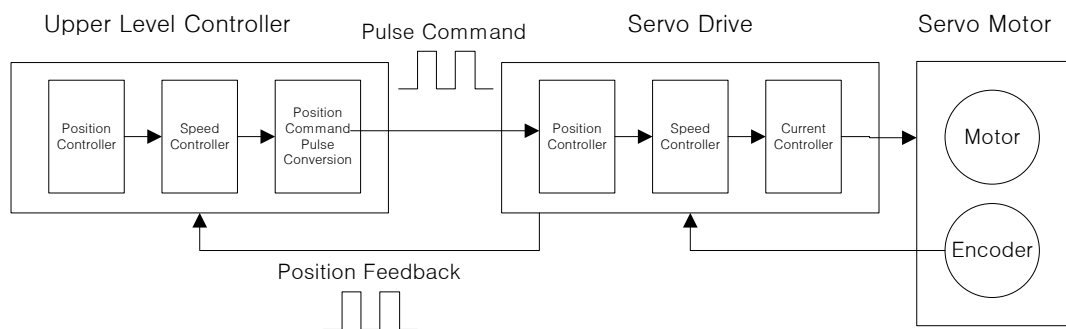 Upper Level Controller
Pulse Command
Servo Drive
Servo Motor
Position
Controller
Speed
Controller
Position
Command
Pulse
Conversion
Position
Controller
Speed
Controller
Current
Controller
Motor
Encoder
Position Feedback